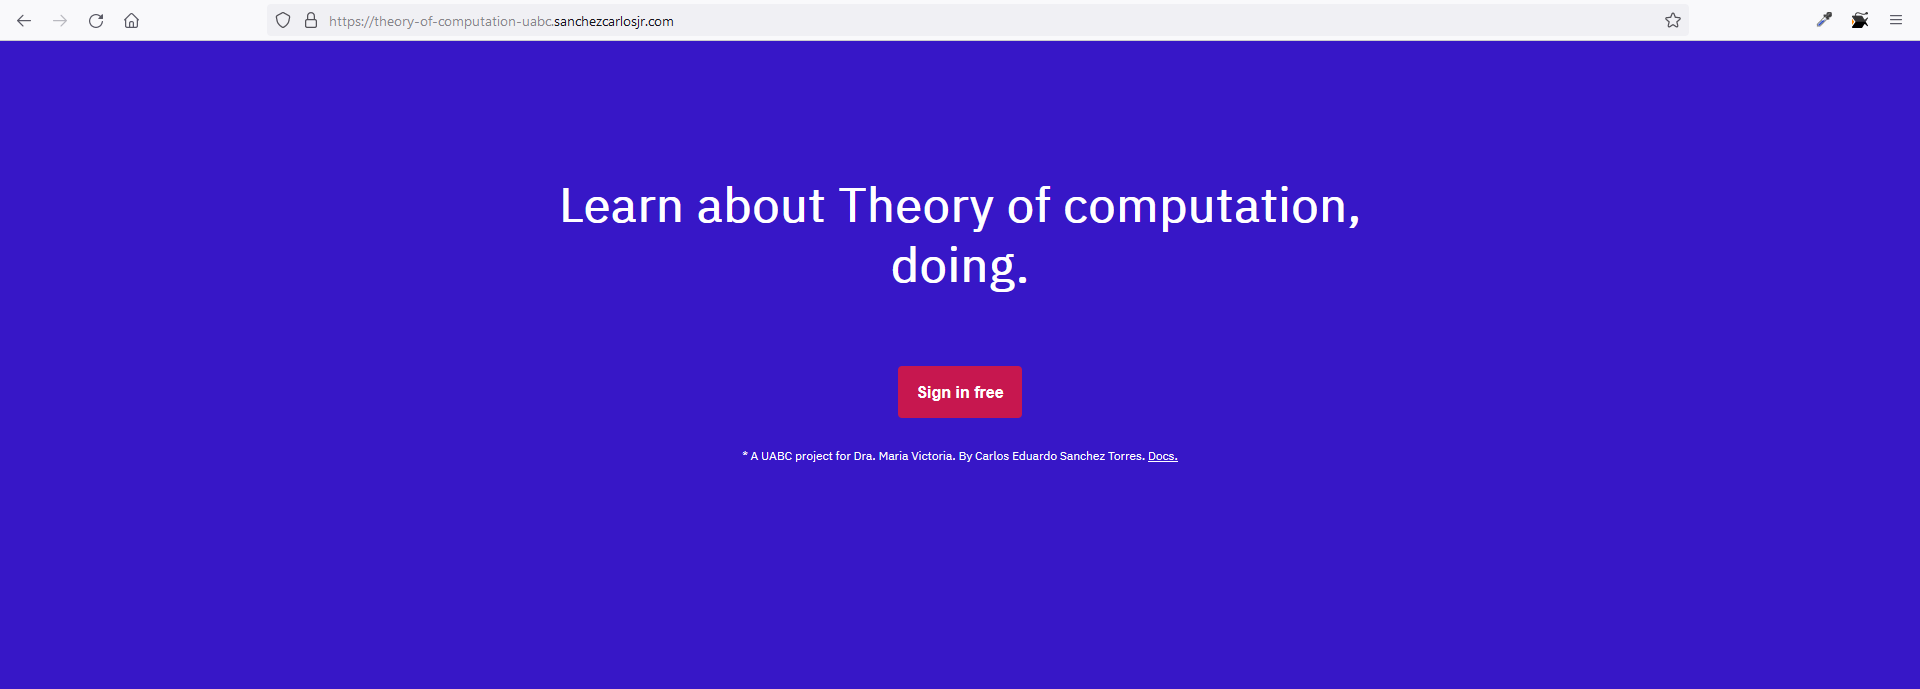 https://theory-of-computation-uabc.sanchezcarlosjr.com
Learn about Theory of computation,
doing.
Sign in free
* A UABC project for Dra. Maria Victoria. By Carlos Eduardo Sanchez Torres. Docs.